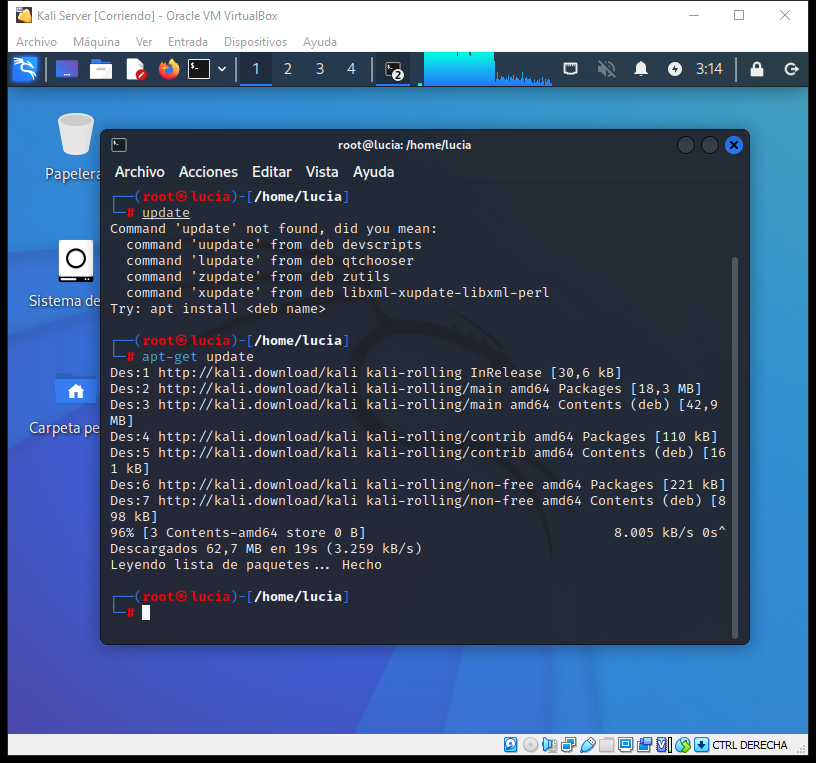 Kali Server [Corriendo] - Oracle VM VirtualBox
Archivo Máquina Ver Entrada Dispositivos Ayuda
1 2 3 4 2 3:14
Papelera
Sistema de
Carpeta pe
root@lucia: /home/lucia
Archivo Acciones Editar Vista Ayuda
┌──(root㉿lucia)-[/home/lucia]
└─# update
Command 'update' not found, did you mean:
command 'uupdate' from deb devscripts
command 'lupdate' from deb qtchooser
command 'zupdate' from deb zutils
command 'xupdate' from deb libxml-xupdate-libxml-perl
Try: apt install <deb name>
┌──(root㉿lucia)-[/home/lucia]
└─# apt-get update
Des:1 http://kali.download/kali kali-rolling InRelease [30,6 kB]
Des:2 http://kali.download/kali kali-rolling/main amd64 Packages [18,3 MB]
Des:3 http://kali.download/kali kali-rolling/main amd64 Contents (deb) [42,9
MB]
Des:4 http://kali.download/kali kali-rolling/contrib amd64 Packages [110 kB]
Des:5 http://kali.download/kali kali-rolling/contrib amd64 Contents (deb) [16
1 kB]
Des:6 http://kali.download/kali kali-rolling/non-free amd64 Packages [221 kB]
Des:7 http://kali.download/kali kali-rolling/non-free amd64 Contents (deb) [8
98 kB]
96% [3 Contents-amd64 store 0 B] 8.005 kB/s 0s^
Descargados 62,7 MB en 19s (3.259 kB/s)
Leyendo lista de paquetes... Hecho
┌──(root㉿lucia)-[/home/lucia]
└─#
CTRL DERECHA